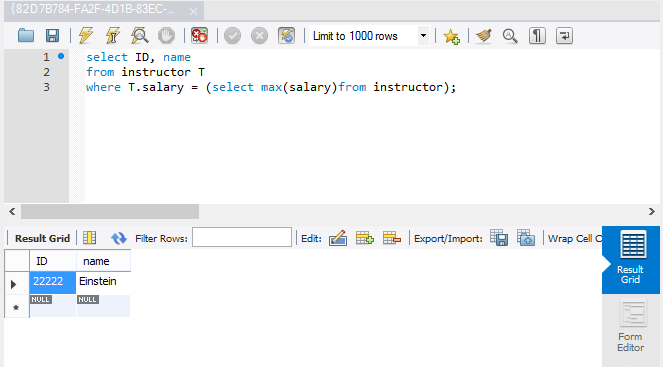 {82D7B784-FA2F-4D1B-83EC-...
Limit to 1000 rows
1 select ID, name
2 from instructor T
3 where T.salary = (select max(salary)from instructor);
Result Grid Filter Rows: Edit: Export/Import: Wrap Cell C
ID name
22222 Einstein
NULL NULL
Result
Grid
Form
Editor